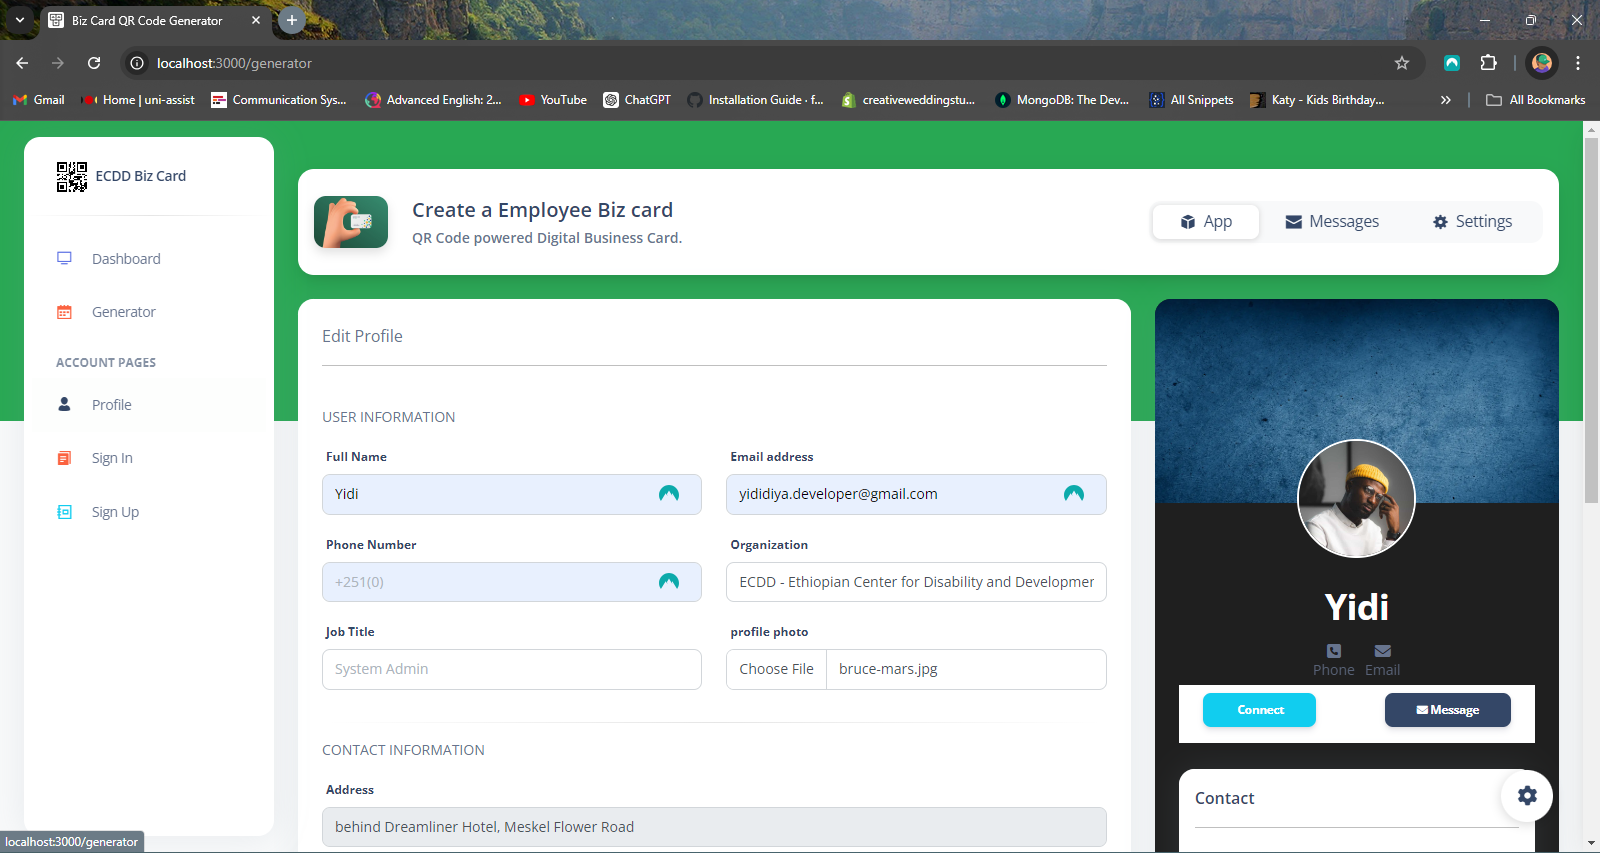 Biz Card QR Code Generator
localhost:3000/generator
Gmail
Home | uni-assist
Communication Sys...
Advanced English: 2...
YouTube
ChatGPT
Installation Guide · f...
creativeweddingstu...
MongoDB: The Dev...
All Snippets
Katy - Kids Birthday...
All Bookmarks
ECDD Biz Card
Dashboard
Generator
ACCOUNT PAGES
Profile
Sign In
Sign Up
Create a Employee Biz card
QR Code powered Digital Business Card.
App
Messages
Settings
Edit Profile
USER INFORMATION
Full Name
Email address
Yidi
yididiya.developer@gmail.com
Phone Number
Organization
+251(0)
ECDD - Ethiopian Center for Disability and Developmer
Job Title
profile photo
System Admin
Choose File
bruce-mars.jpg
CONTACT INFORMATION
Address
behind Dreamliner Hotel, Meskel Flower Road
Yidi
Phone
Email
Connect
Message
Contact
localhost:3000/generator